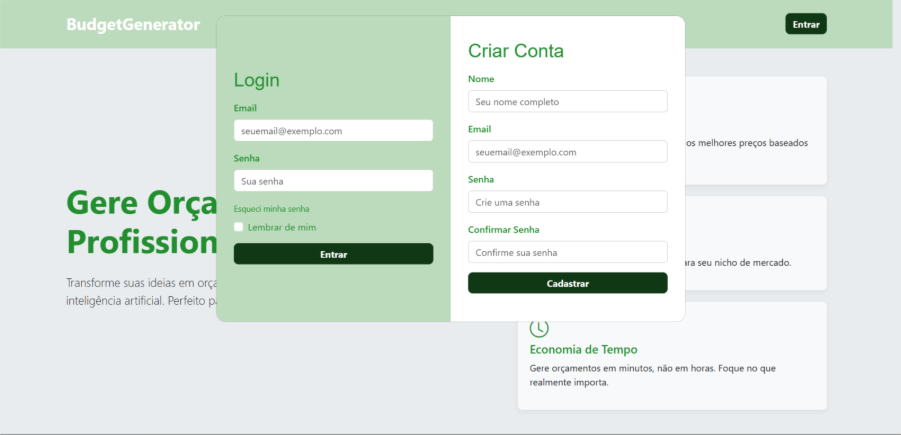 BudgetGenerator
Entrar
Login
Email
seuemail@exemplo.com
Senha
Sua senha
Esqueci minha senha
Lembrar de mim
Entrar
Criar Conta
Nome
Seu nome completo
Email
seuemail@exemplo.com
Senha
Crie uma senha
Confirmar Senha
Confirme sua senha
Cadastrar
Gere Orça
Profission
Transforme suas ideias em orça
inteligência artificial. Perfeito pa
os melhores preços baseados
ra seu nicho de mercado.
Economia de Tempo
Gere orçamentos em minutos, não em horas. Foque no que
realmente importa.